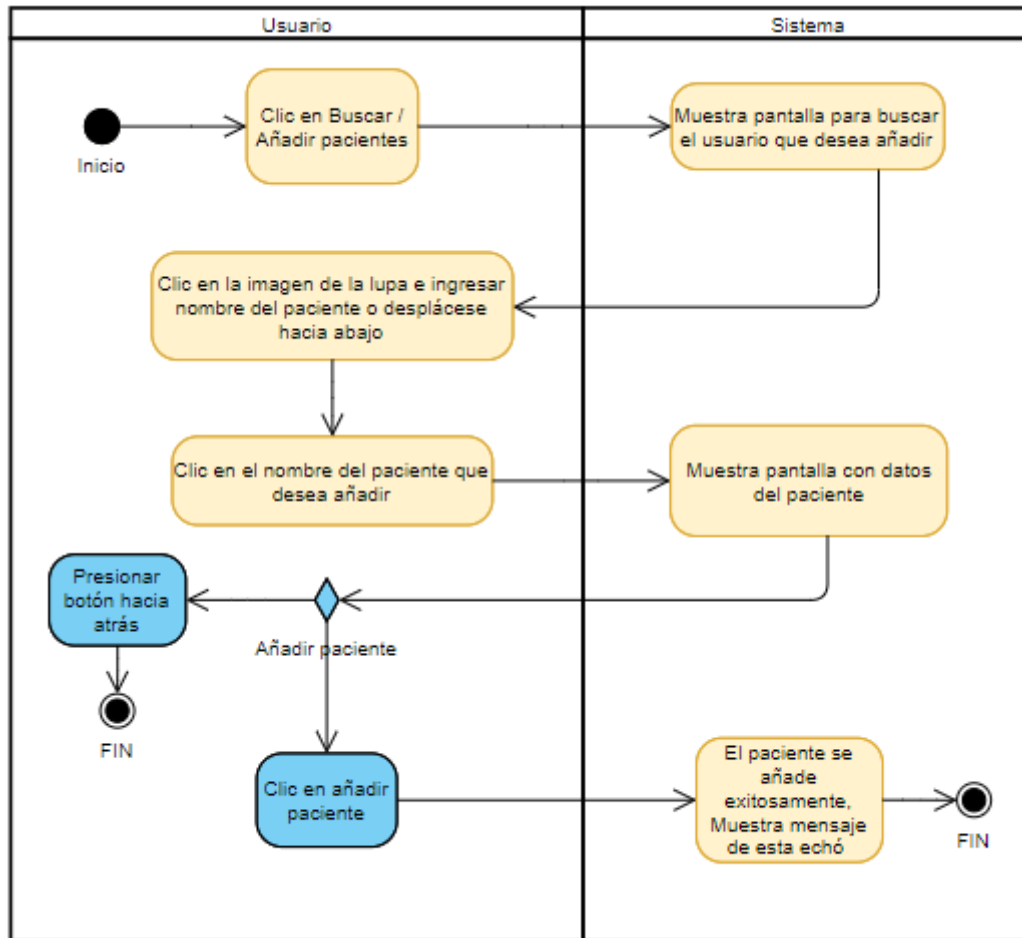 Usuario
Sistema
Inicio
Clic en Buscar /
Añadir pacientes
Muestra pantalla para buscar
el usuario que desea añadir
Clic en la imagen de la lupa e ingresar
nombre del paciente o desplácese
hacia abajo
Clic en el nombre del paciente que
desea añadir
Muestra pantalla con datos
del paciente
Presionar
botón hacia
atrás
Añadir paciente
FIN
Clic en añadir
paciente
El paciente se
añade
exitosamente,
Muestra mensaje
de esta echó
FIN